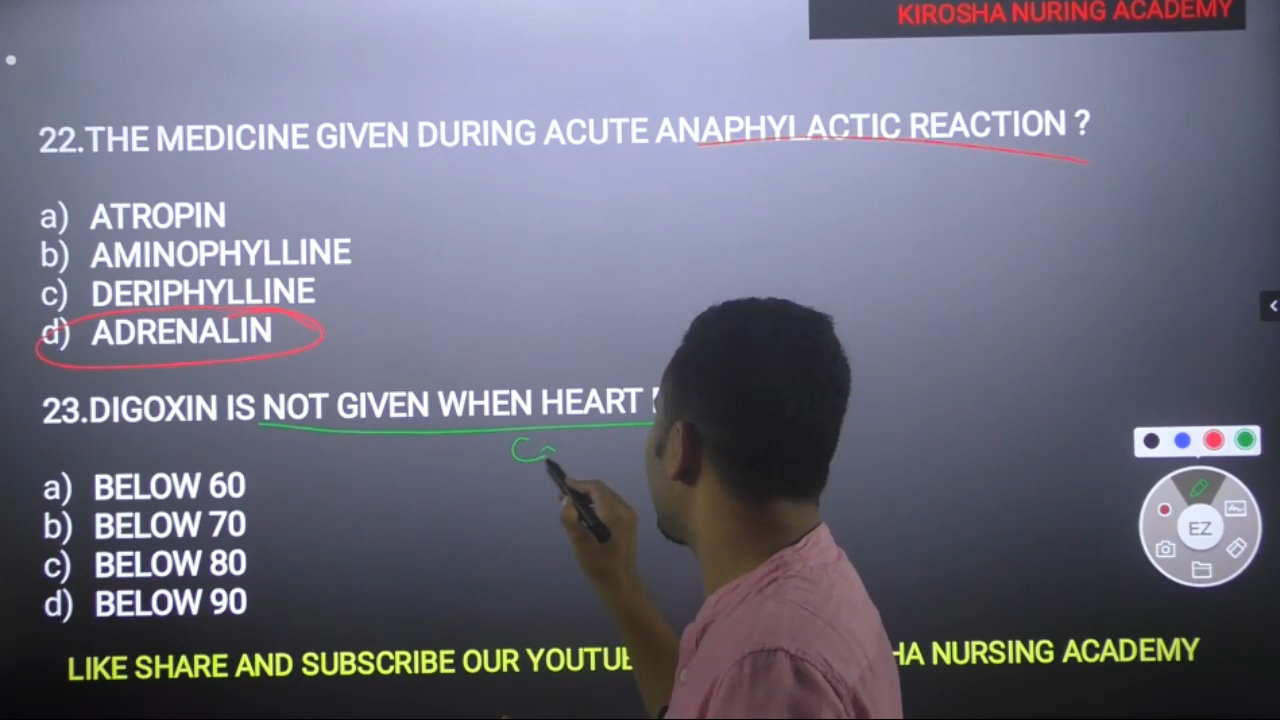 KIROSHA NURING ACADEMY
22.THE MEDICINE GIVEN DURING ACUTE ANAPHYLACTIC REACTION ?
a) ATROPIN
b) AMINOPHYLLINE
c) DERIPHYLLINE
d) ADRENALIN
23.DIGOXIN IS NOT GIVEN WHEN HEART
a) BELOW 60
b) BELOW 70
c) BELOW 80
d) BELOW 90
LIKE SHARE AND SUBSCRIBE OUR NURSING ACADEMY
EZ